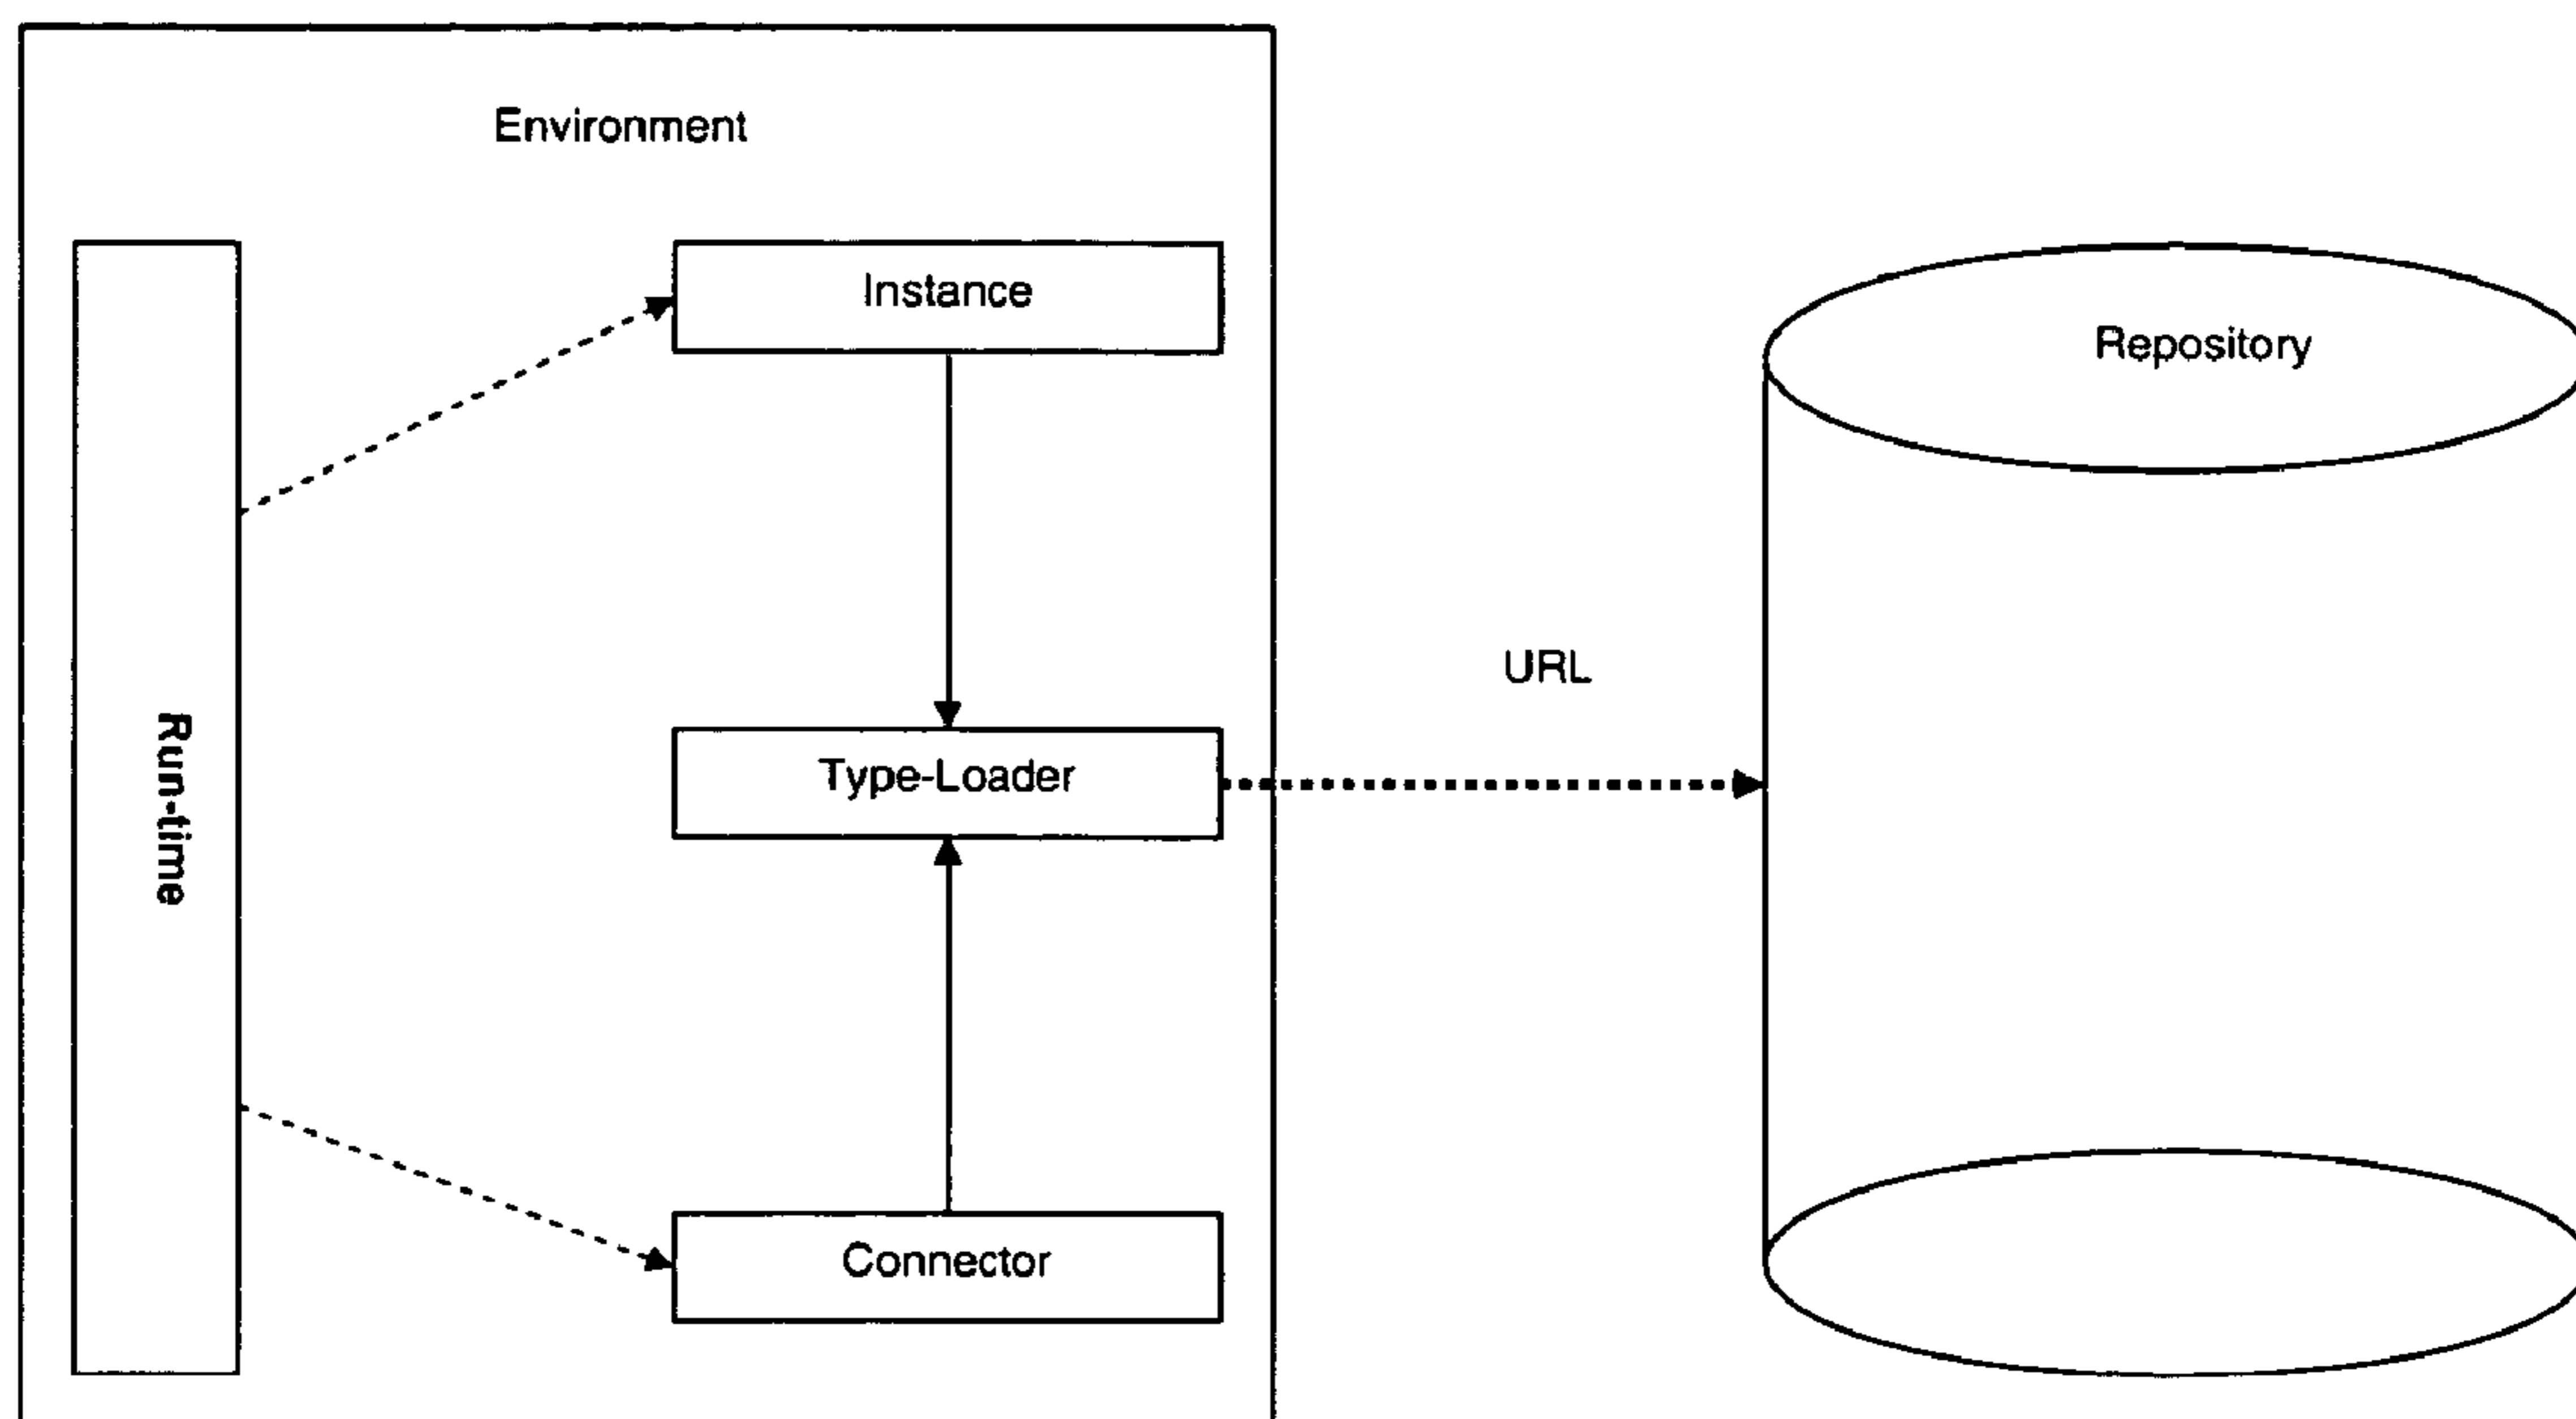 Environment
Instance
Repository
URL
Run-time
Type-Loader
Connector